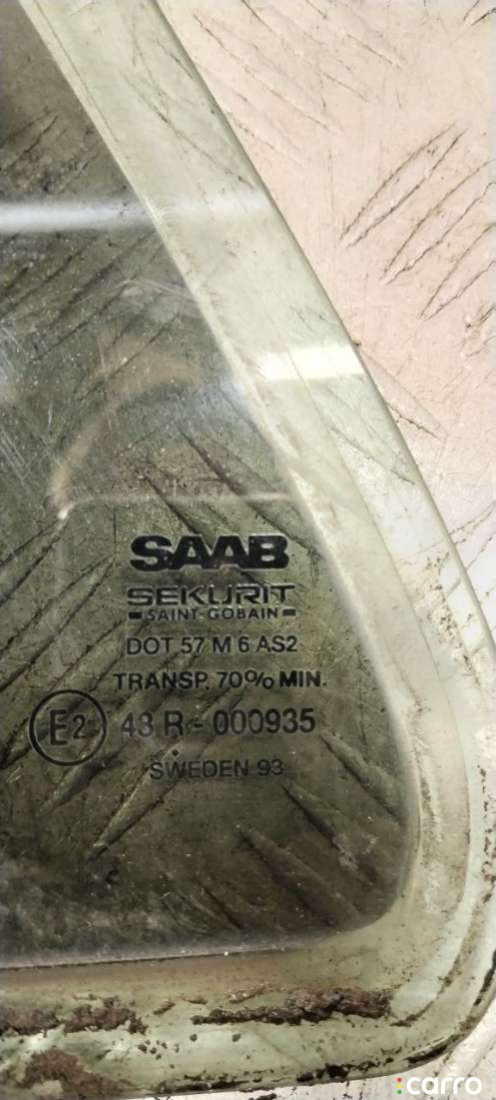 SAAB
SEKURIT
SAINT-GOBAIN
DOT 57 M 6 AS2
TRANSP. 70% MIN.
E2 43 R - 000935
SWEDEN 93
carro